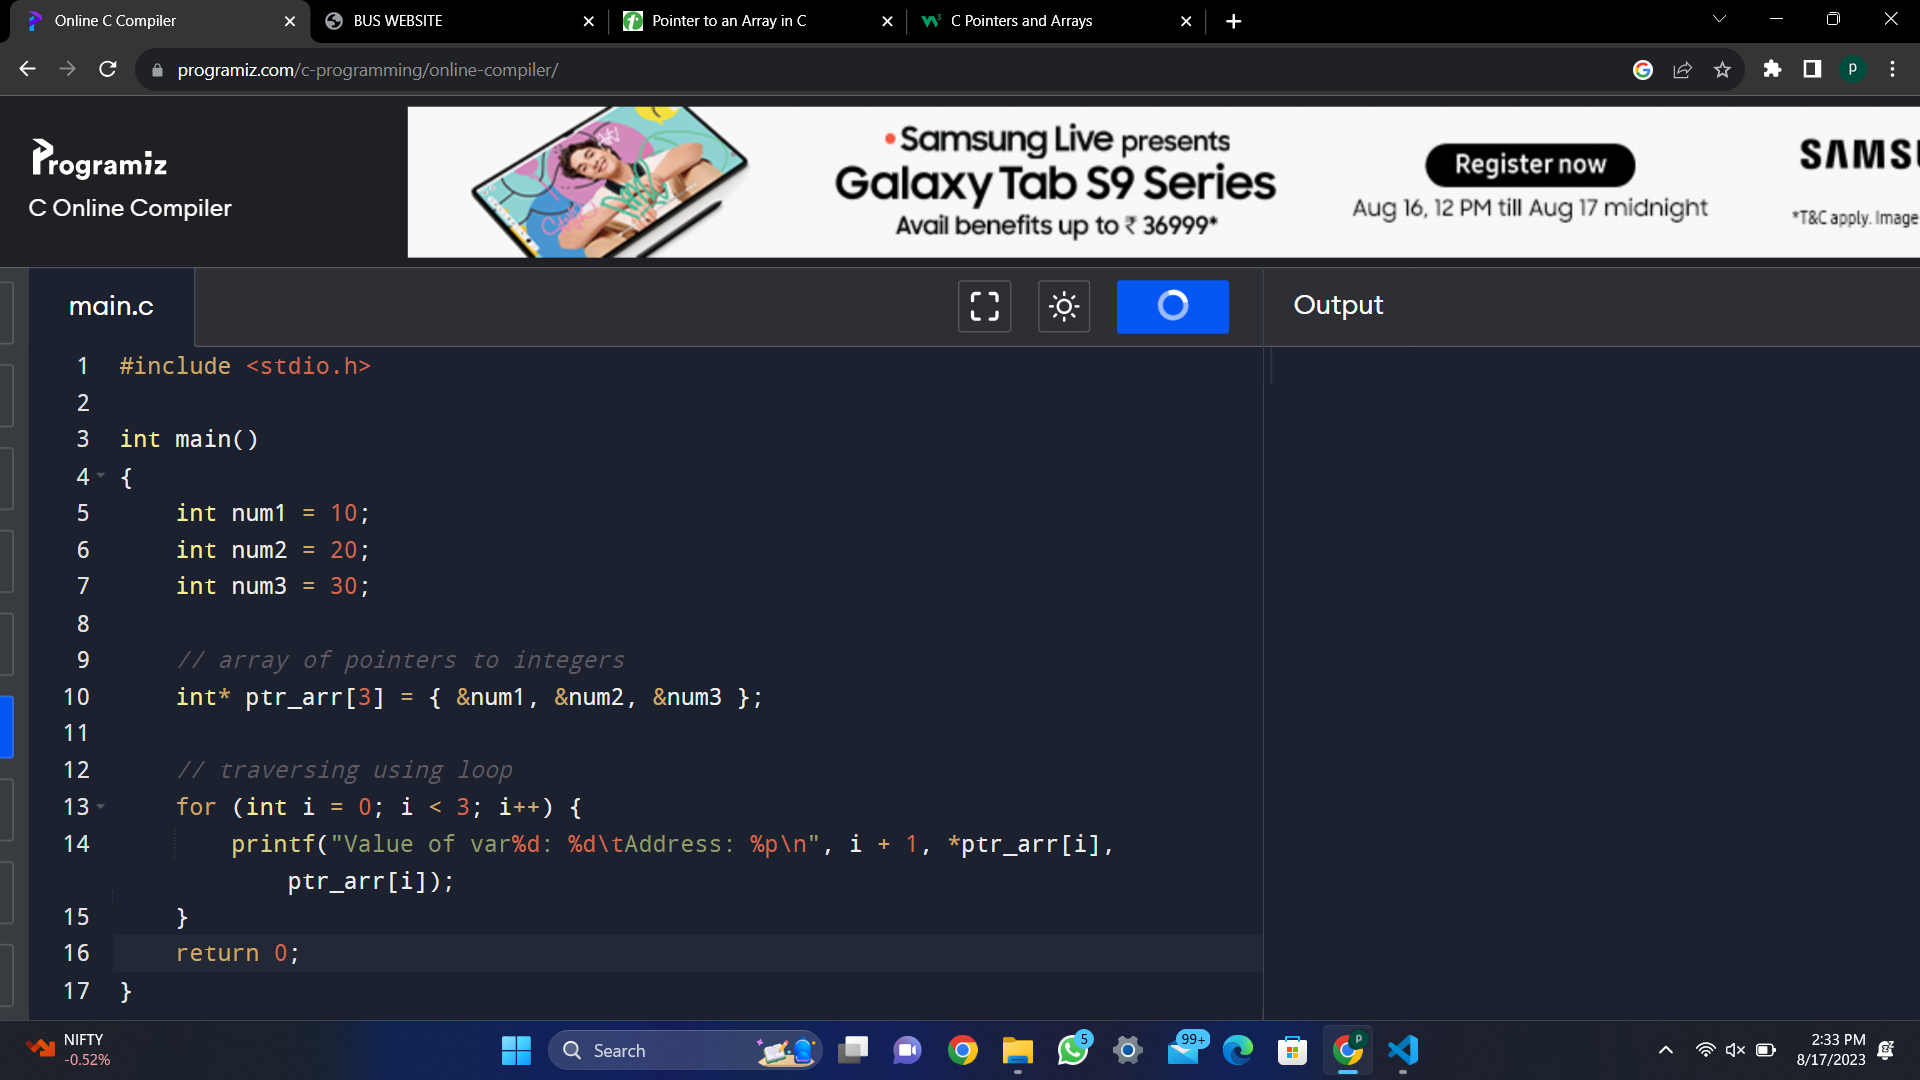 Online C Compiler
BUS WEBSITE
Pointer to an Array in C
C Pointers and Arrays
programiz.com/c-programming/online-compiler/
p
Programiz
C Online Compiler
Samsung Live presents
Galaxy Tab S9 Series
Avail benefits up to ₹ 36999*
Register now
Aug 16, 12 PM till Aug 17 midnight
SAMSU
*T&C apply. Image
main.c
Output
1 #include <stdio.h>
2
3 int main()
4 {
5     int num1 = 10;
6     int num2 = 20;
7     int num3 = 30;
8
9     // array of pointers to integers
10     int* ptr_arr[3] = { &num1, &num2, &num3 };
11
12     // traversing using loop
13     for (int i = 0; i < 3; i++) {
14         printf("Value of var%d: %d\tAddress: %p\n", i + 1, *ptr_arr[i],
ptr_arr[i]);
15     }
16     return 0;
17 }
NIFTY
-0.52%
Search
5
99+
p
2:33 PM
8/17/2023